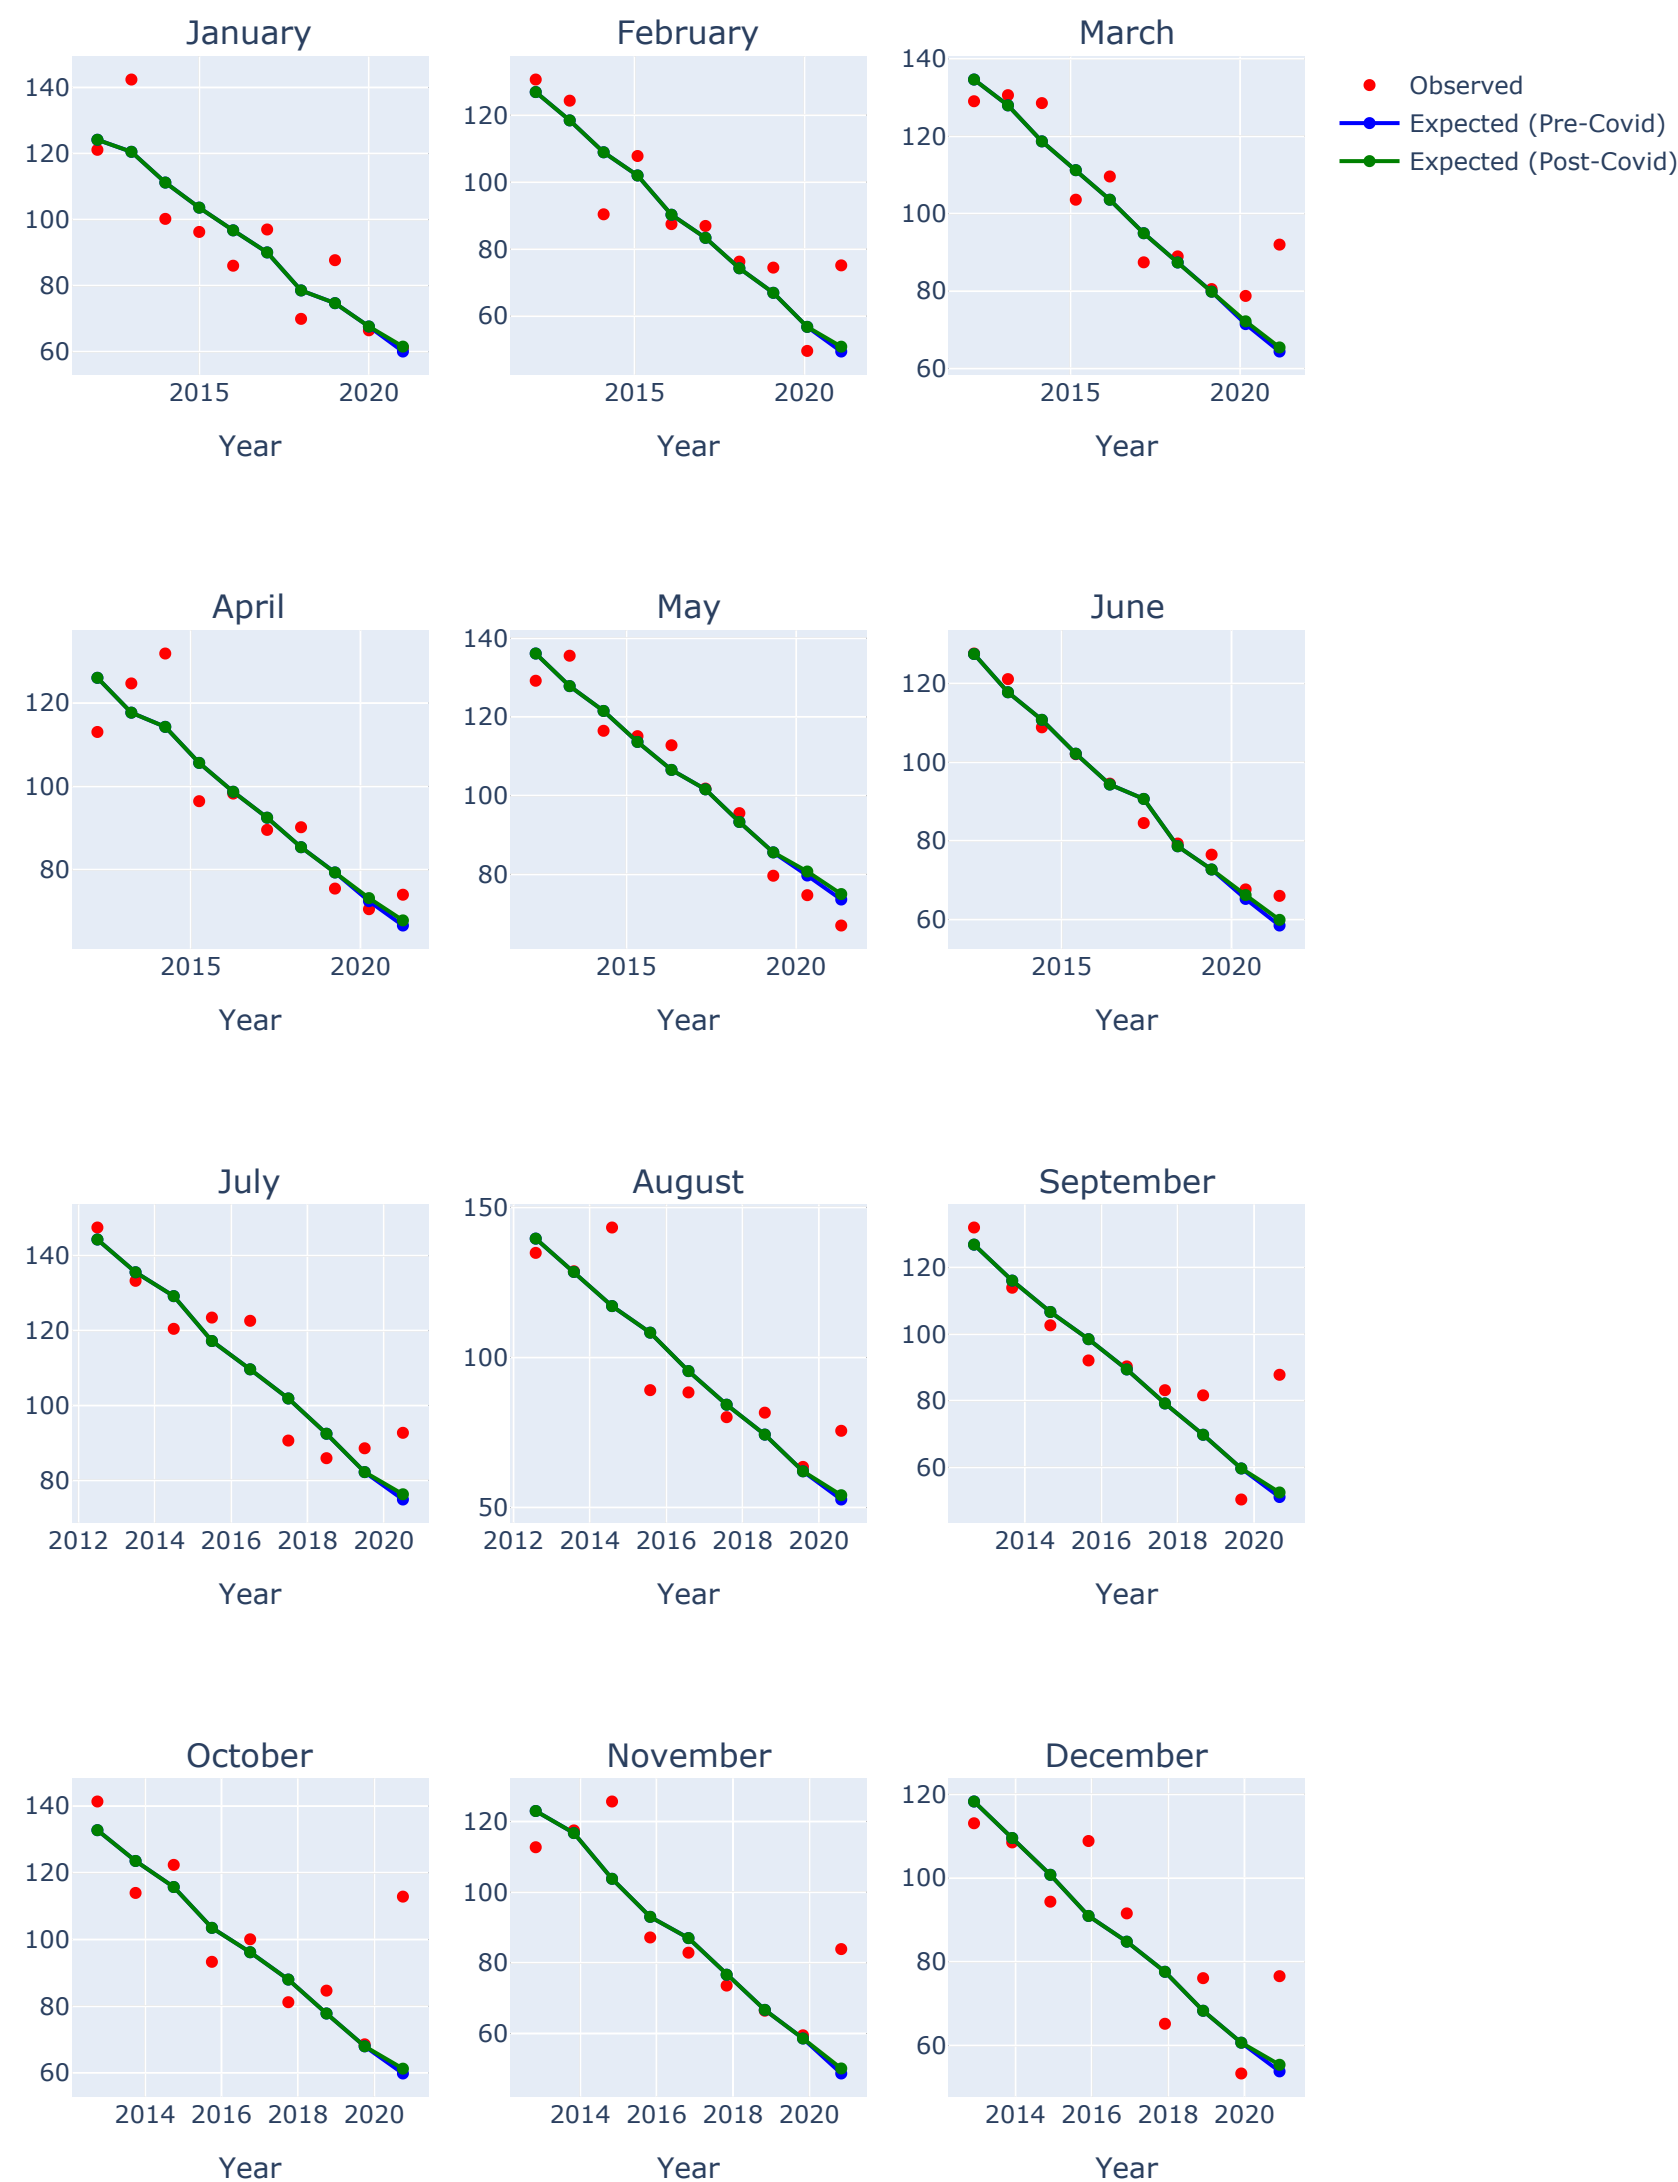 January
February
March
140
120
100
80
60
2015
2020
Year
120
100
80
60
2015
2020
Year
140
120
100
80
60
2015
2020
Year
Observed
Expected (Pre-Covid)
Expected (Post-Covid)
April
May
June
120
100
80
2015
2020
Year
140
120
100
80
2015
2020
Year
120
100
80
60
2015
2020
Year
July
August
September
140
120
100
80
2012 2014 2016 2018 2020
Year
150
100
50
2012 2014 2016 2018 2020
Year
120
100
80
60
2014 2016 2018 2020
Year
October
November
December
140
120
100
80
60
2014 2016 2018 2020
Year
120
100
80
60
2014 2016 2018 2020
Year
120
100
80
60
2014 2016 2018 2020
Year